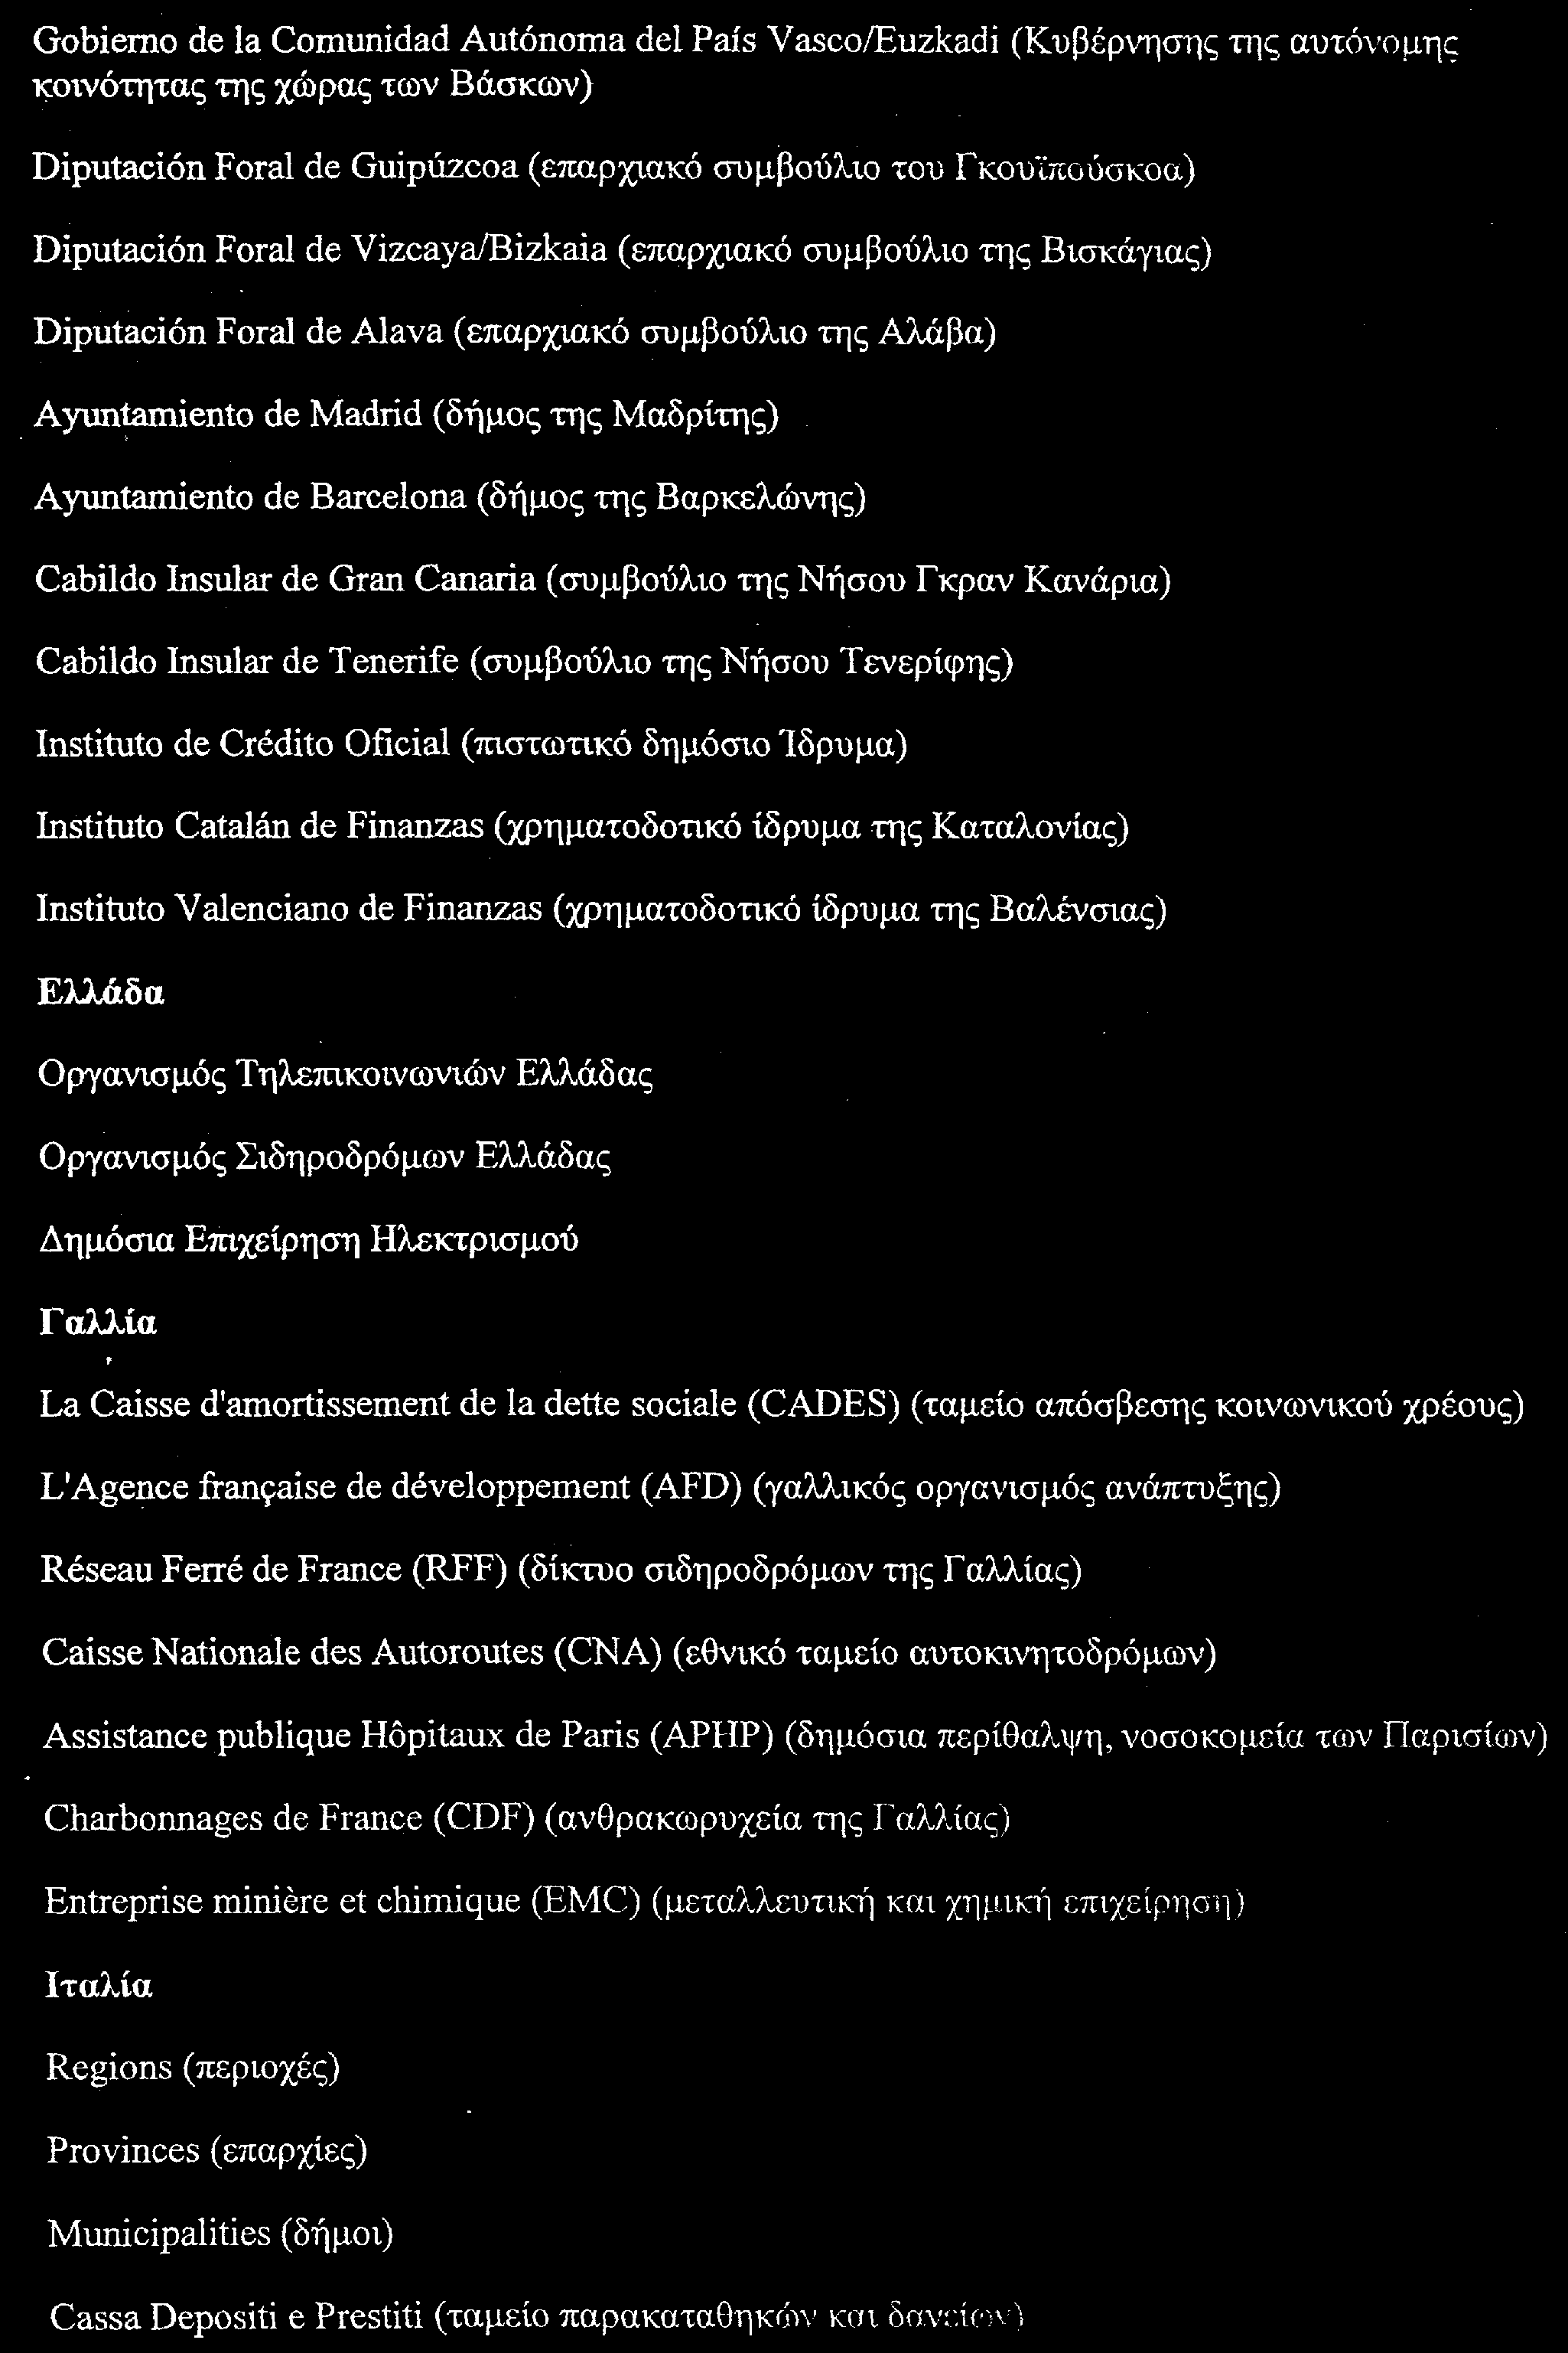 Gobierno de la Comunidad Autónoma del País Vasco/Euzkadi (Κυβέρνησης της αυτόνομης
κοινότητας της χώρας των Βάσκων)
Diputación Foral de Guipúzcoa (επαρχιακό συμβούλιο του Γκουϊπούσκοα)
Diputación Foral de Vizcaya/Bizkaia (επαρχιακό συμβούλιο της Βισκάγιας)
Diputación Foral de Alava (επαρχιακό συμβούλιο της Αλάβα)
Ayuntamiento de Madrid (δήμος της Μαδρίτης)
Ayuntamiento de Barcelona (δήμος της Βαρκελώνης)
Cabildo Insular de Gran Canaria (συμβούλιο της Νήσου Γκραν Κανάρια)
Cabildo Insular de Tenerife (συμβούλιο της Νήσου Τενερίφης)
Instituto de Crédito Oficial (πιστωτικό δημόσιο Ίδρυμα)
Instituto Catalán de Finanzas (χρηματοδοτικό ίδρυμα της Καταλονίας)
Instituto Valenciano de Finanzas (χρηματοδοτικό ίδρυμα της Βαλένσιας)
Ελλάδα
Οργανισμός Τηλεπικοινωνιών Ελλάδας
Οργανισμός Σιδηροδρόμων Ελλάδας
Δημόσια Επιχείρηση Ηλεκτρισμού
Γαλλία
La Caisse d'amortissement de la dette sociale (CADES) (ταμείο απόσβεσης κοινωνικού χρέους)
L'Agence française de développement (AFD) (γαλλικός οργανισμός ανάπτυξης)
Réseau Ferré de France (RFF) (δίκτυο σιδηροδρόμων της Γαλλίας)
Caisse Nationale des Autoroutes (CNA) (εθνικό ταμείο αυτοκινητοδρόμων)
Assistance publique Hôpitaux de Paris (APHP) (δημόσια περίθαλψη, νοσοκομεία των Παρισίων)
Charbonnages de France (CDF) (ανθρακωρυχεία της Γαλλίας)
Entreprise minière et chimique (EMC) (μεταλλευτική και χημική επιχείρηση)
Ιταλία
Regions (περιοχές)
Provinces (επαρχίες)
Municipalities (δήμοι)
Cassa Depositi e Prestiti (ταμείο παρακαταθηκών και δανείων)